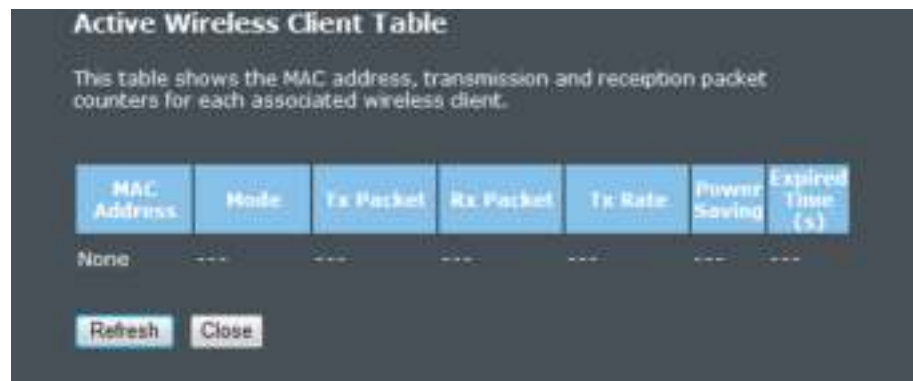 Active Wireless Client Table
This table shows the MAC address, transmission and receiption packet
counters for each associated wireless client.
MAC Address Mode Tx Packet Rx Packet Tx Rate Power Saving Expired Time (s)
None --- --- --- --- --- ---
Refresh Close